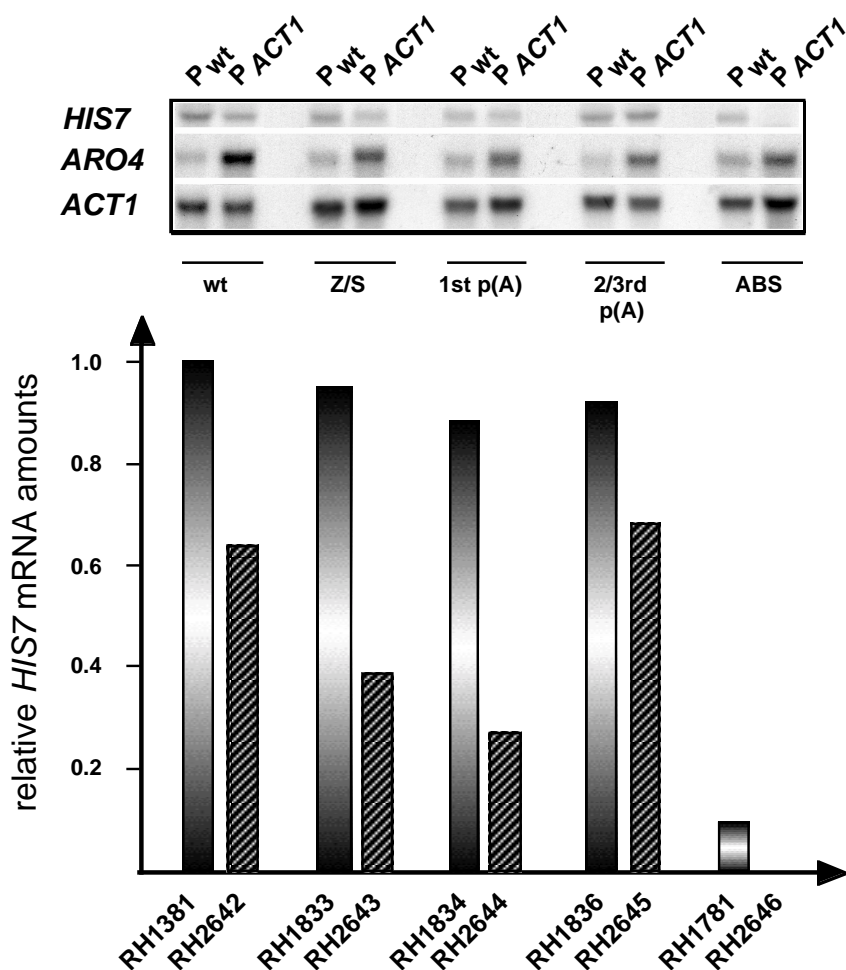 P wt P ACT1 P wt P ACT1 P wt P ACT1 P wt P ACT1 P wt P ACT1
HIS7
ARO4
ACT1
wt Z/S 1st p(A) 2/3rd ABS
p(A)
relative HIS7 mRNA amounts
1.0
0.8
0.6
0.4
0.2
RH1381 RH2642 RH1833 RH2643 RH1834 RH2644 RH1836 RH2645 RH1781 RH2646